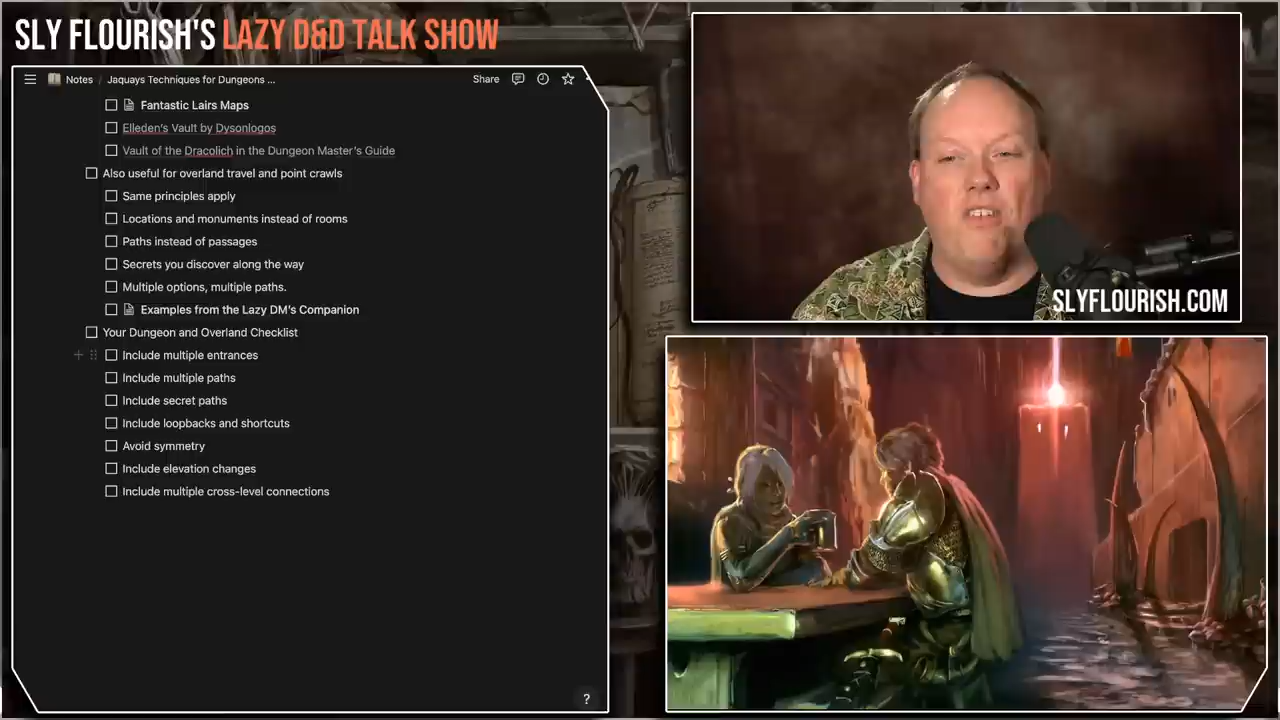 SLY FLOURISH'S LAZY D&D TALK SHOW
Notes / Jaquays Techniques for Dungeons ...
Share
Fantastic Lairs Maps
Elleden's Vault by Dysonlogos
Vault of the Dracolich in the Dungeon Master's Guide
Also useful for overland travel and point crawls
Same principles apply
Locations and monuments instead of rooms
Paths instead of passages
Secrets you discover along the way
Multiple options, multiple paths.
Examples from the Lazy DM's Companion
Your Dungeon and Overland Checklist
Include multiple entrances
Include multiple paths
Include secret paths
Include loopbacks and shortcuts
Avoid symmetry
Include elevation changes
Include multiple cross-level connections
?
SLYFLOURISH.COM